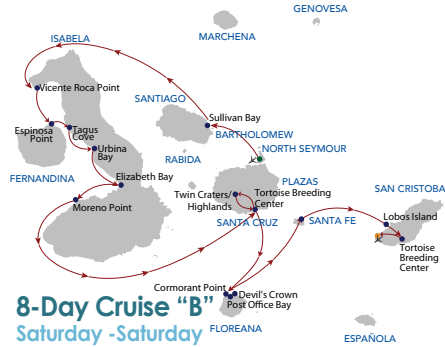 GENOVESA
MARCHENA
ISABELA
Vicente Roca Point
SANTIAGO
Sullivan Bay
Espinosa
Point
Tagus
Cove
BARTHOLOMEW
NORTH SEYMOUR
Urbina
Bay
RABIDA
FERNANDINA
Elizabeth Bay
PLAZAS
Twin Craters/
Highlands
Tortoise Breeding
Center
SAN CRISTOBA
Moreno Point
SANTA CRUZ
SANTA FE
Lobos Island
Tortoise
Breeding
Center
Cormorant Point
Devil's Crown
Post Office Bay
8-Day Cruise “B”
Saturday -Saturday
FLOREANA
ESPAÑOLA